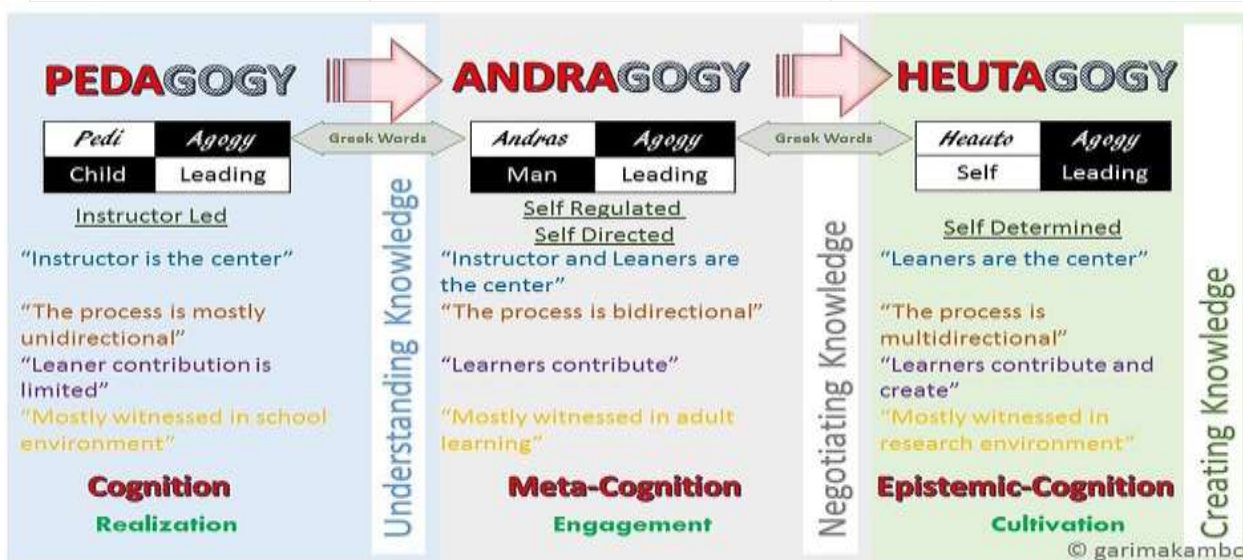 PEDAGOGY
Pedi Agogy
Child Leading
Instructor Led
“Instructor is the center”
“The process is mostly
unidirectional”
“Leaner contribution is
limited”
“Mostly witnessed in school
environment”
Cognition
Realization
Understanding Knowledge
Greek Words
ANDRAGOGY
Andras Agogy
Man Leading
Self Regulated
Self Directed
“Instructor and Leaners are
the center”
“The process is bidirectional”
“Learners contribute”
“Mostly witnessed in adult
learning”
Meta-Cognition
Engagement
Negotiating Knowledge
Greek Words
HEUTAGOGY
Heauto Agogy
Self Leading
Self Determined
“Leaners are the center”
“The process is
multidirectional”
“Learners contribute and
create”
“Mostly witnessed in
research environment”
Epistemic-Cognition
Cultivation
Creating Knowledge
© garimakambo